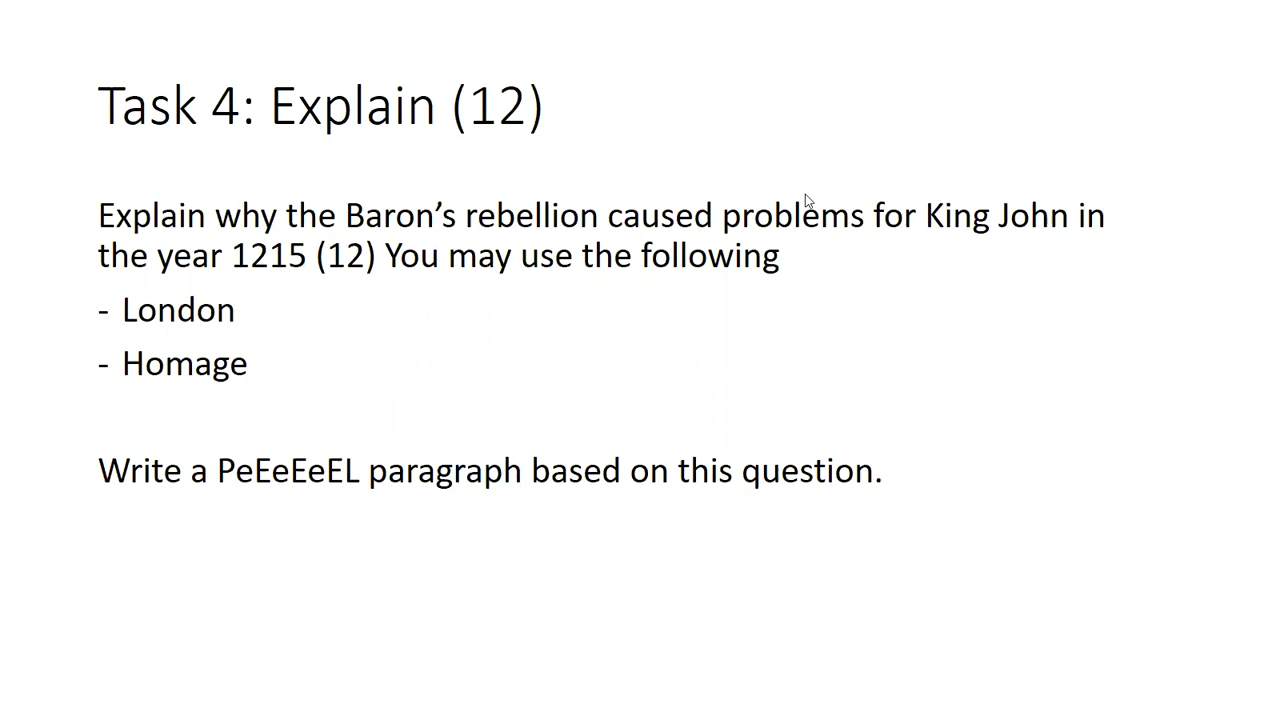 Task 4: Explain (12)
Explain why the Baron’s rebellion caused problems for King John in
the year 1215 (12) You may use the following
- London
- Homage
Write a PeEeEeEL paragraph based on this question.